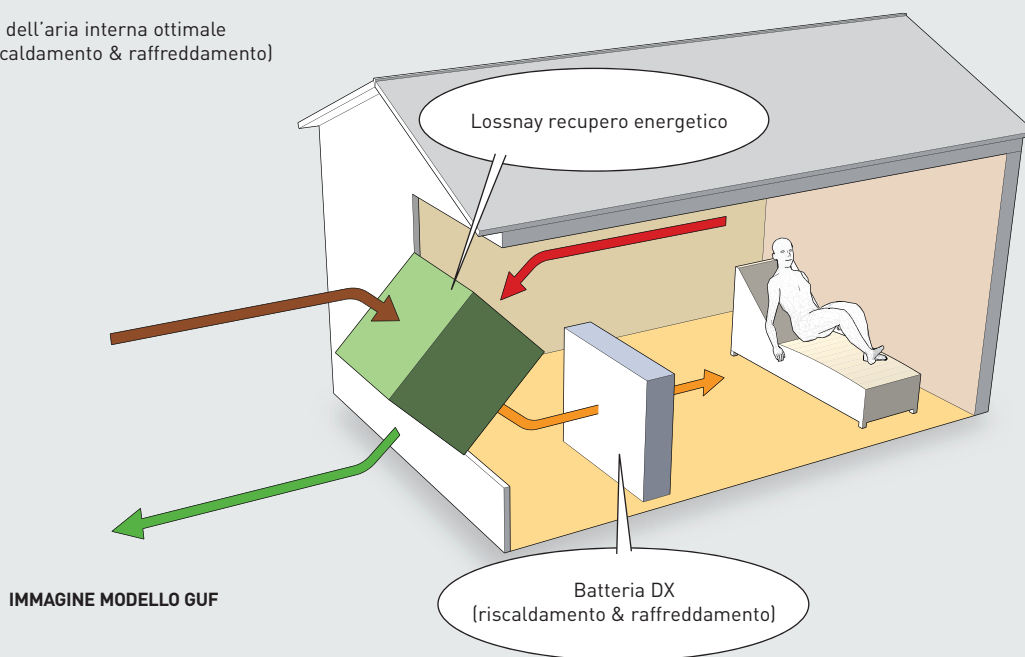 dell’aria interna ottimale
caldamento & raffreddamento)
Lossnay recupero energetico
Batteria DX
(riscaldamento & raffreddamento)
IMMAGINE MODELLO GUF